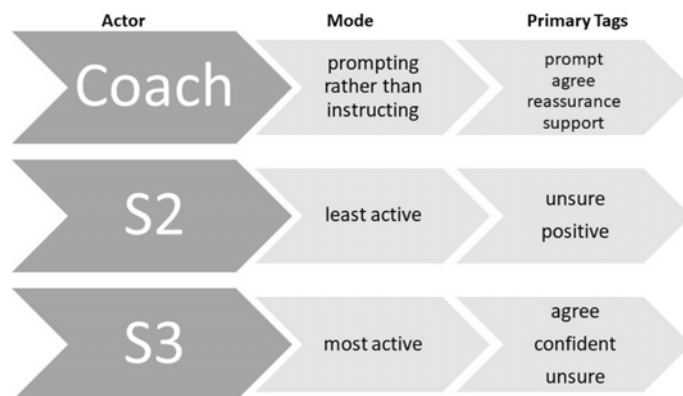 Actor Mode Primary Tags
Coach
prompting
rather than
instructing
prompt
agree
reassurance
support
S2
least active
unsure
positive
S3
most active
agree
confident
unsure